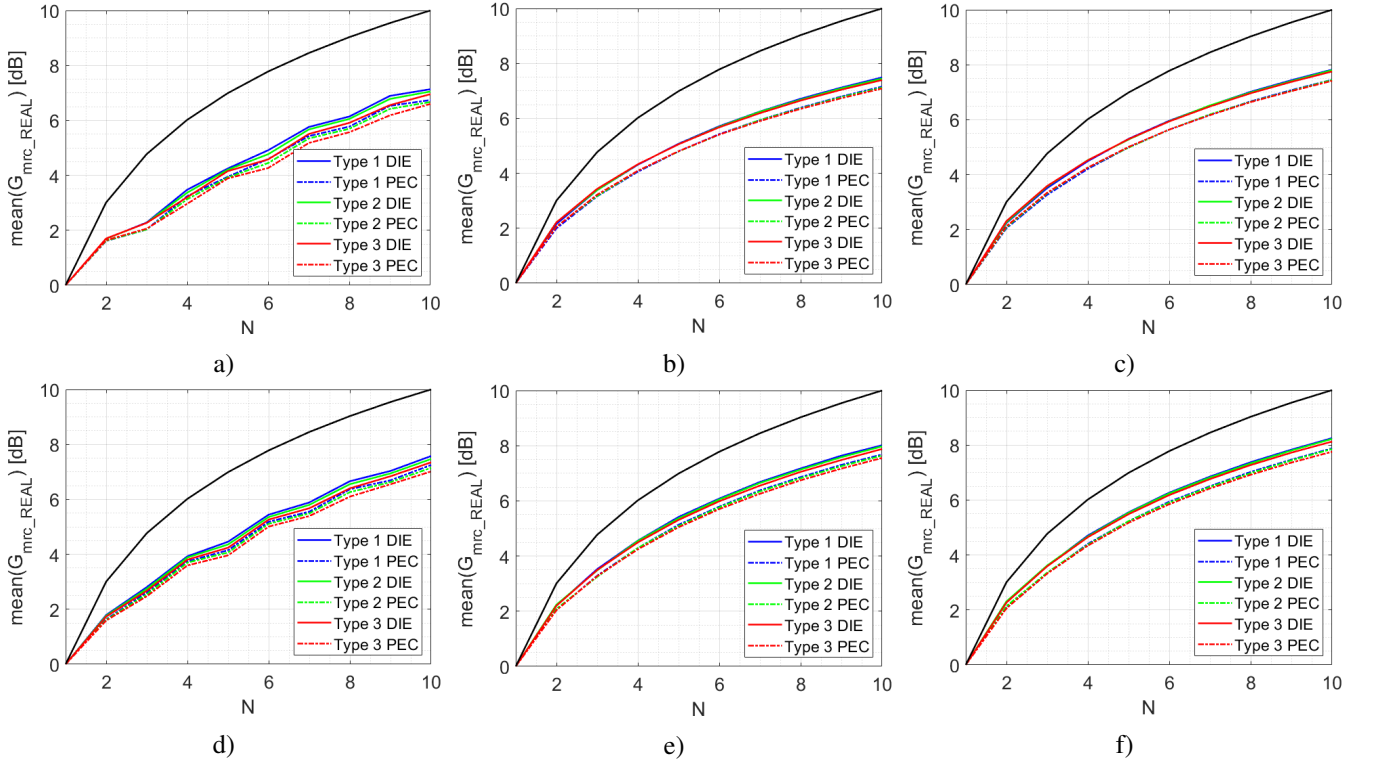 mean(G_mrc_REAL) [dB]
10
8
6
4
2
0
Type 1 DIE
Type 1 PEC
Type 2 DIE
Type 2 PEC
Type 3 DIE
Type 3 PEC
2 4 6 8 10
N
a)
mean(G_mrc_REAL) [dB]
10
8
6
4
2
0
Type 1 DIE
Type 1 PEC
Type 2 DIE
Type 2 PEC
Type 3 DIE
Type 3 PEC
2 4 6 8 10
N
b)
mean(G_mrc_REAL) [dB]
10
8
6
4
2
0
Type 1 DIE
Type 1 PEC
Type 2 DIE
Type 2 PEC
Type 3 DIE
Type 3 PEC
2 4 6 8 10
N
c)
mean(G_mrc_REAL) [dB]
10
8
6
4
2
0
Type 1 DIE
Type 1 PEC
Type 2 DIE
Type 2 PEC
Type 3 DIE
Type 3 PEC
2 4 6 8 10
N
d)
mean(G_mrc_REAL) [dB]
10
8
6
4
2
0
Type 1 DIE
Type 1 PEC
Type 2 DIE
Type 2 PEC
Type 3 DIE
Type 3 PEC
2 4 6 8 10
N
e)
mean(G_mrc_REAL) [dB]
10
8
6
4
2
0
Type 1 DIE
Type 1 PEC
Type 2 DIE
Type 2 PEC
Type 3 DIE
Type 3 PEC
2 4 6 8 10
N
f)